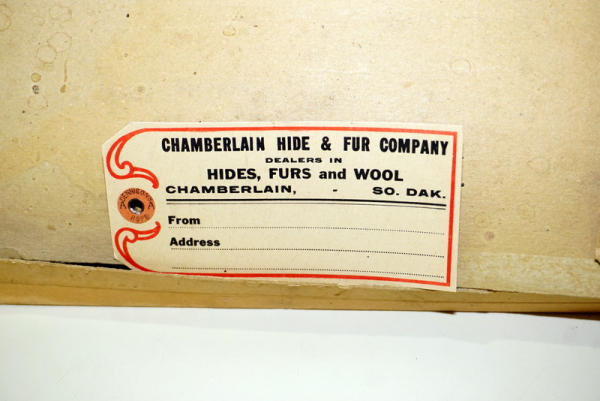 CHAMBERLAIN HIDE & FUR COMPANY
DEALERS IN
HIDES, FURS and WOOL
CHAMBERLAIN, - SO. DAK.
From
Address